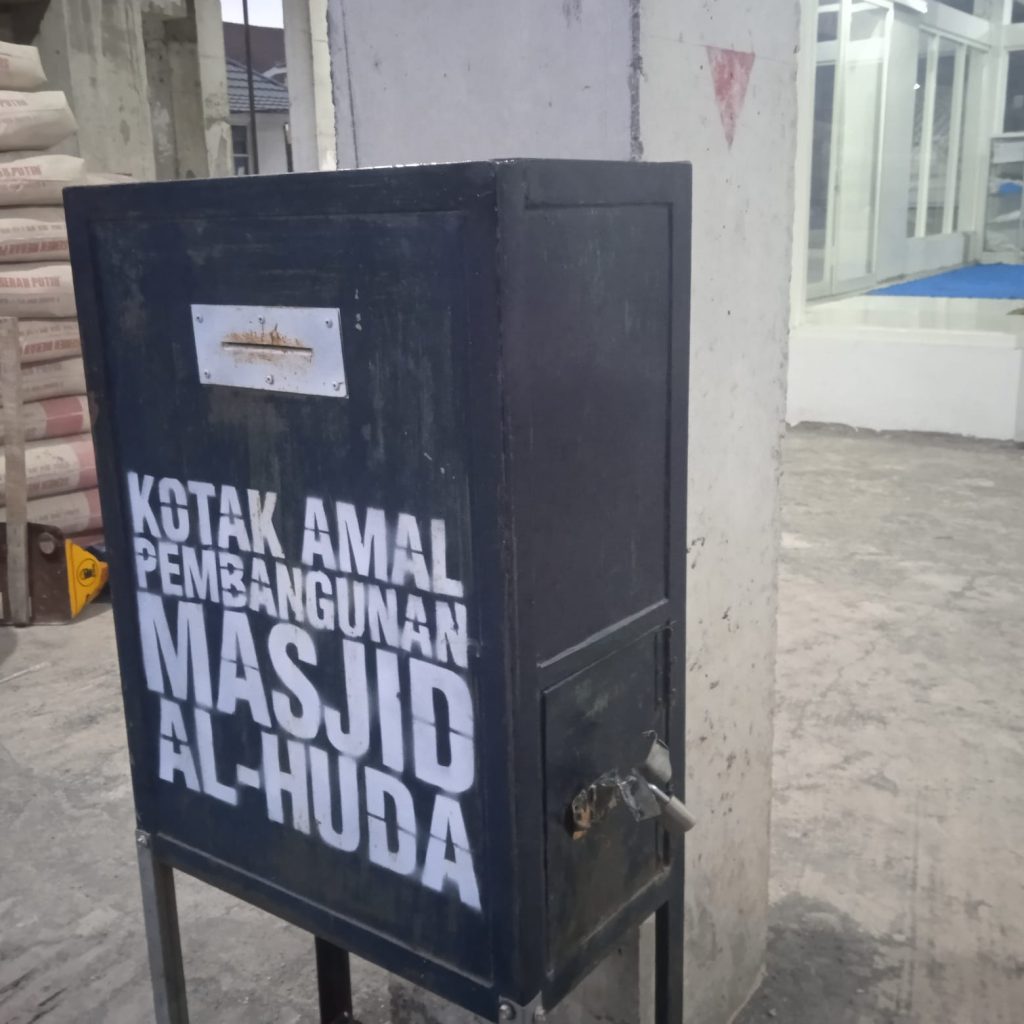 KOTAK AMAL
PEMBANGUNAN
MASJID
AL-HUDA